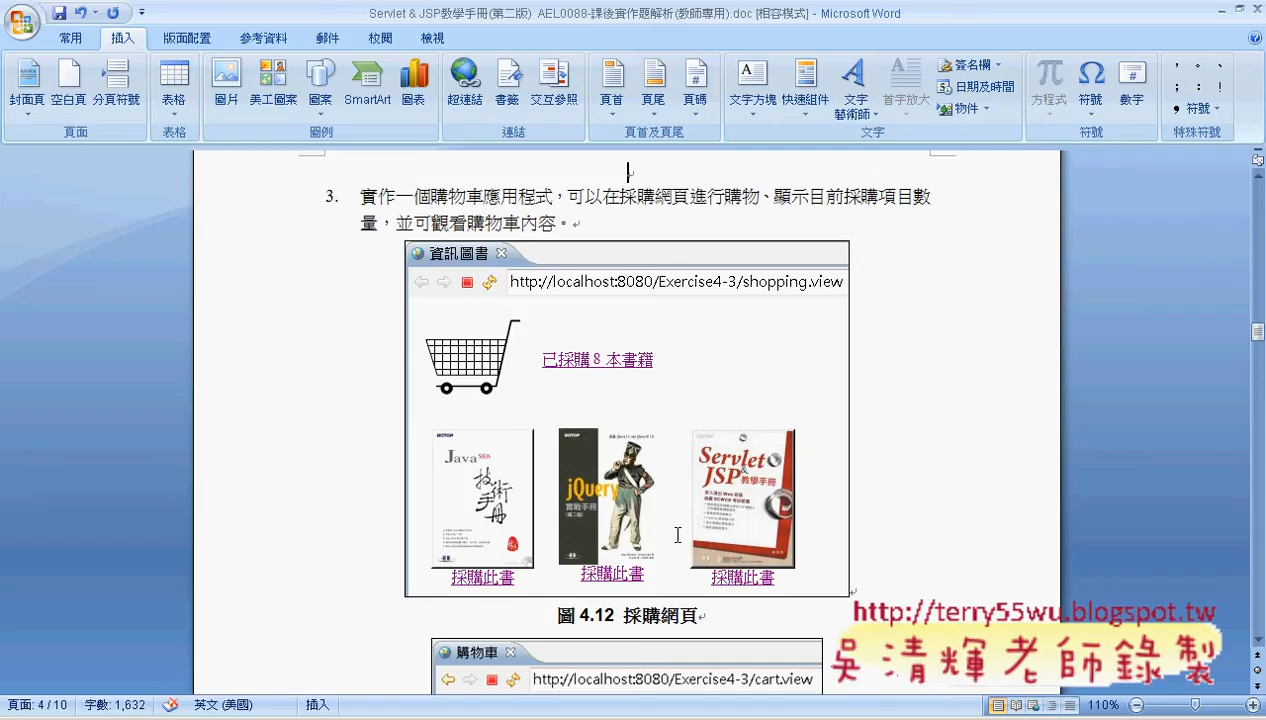 Servlet & JSP教學手冊(第二版) AEL0088-課後實作題解析(教師專用).doc [相容模式] - Microsoft Word
常用 插入 版面配置 參考資料 郵件 校閱 檢視
封面頁 空白頁 分頁符號 表格 圖片 美工圖案 圖案 SmartArt 圖表 超連結 書籤 交互參照 頁首 頁尾 頁碼 文字方塊 快速組件 文字藝術師 首字放大 簽名欄 日期及時間 物件 方程式 符號 數字 符號
頁面 表格 圖例 連結 頁首及頁尾 文字 符號 特殊符號
3. 實作一個購物車應用程式，可以在採購網頁進行購物、顯示目前採購項目數
量，並可觀看購物車內容。
資訊圖書
http://localhost:8080/Exercise4-3/shopping.view
已採購 8 本書籍
Java SE6 技術手冊
jQuery 實戰手冊
Servlet & JSP 教學手冊
採購此書 採購此書 採購此書
圖 4.12 採購網頁
購物車
http://localhost:8080/Exercise4-3/cart.view
http://terry55wu.blogspot.tw
吳清輝老師錄製
頁面: 4/10 字數: 1,632 英文 (美國) 插入 110%